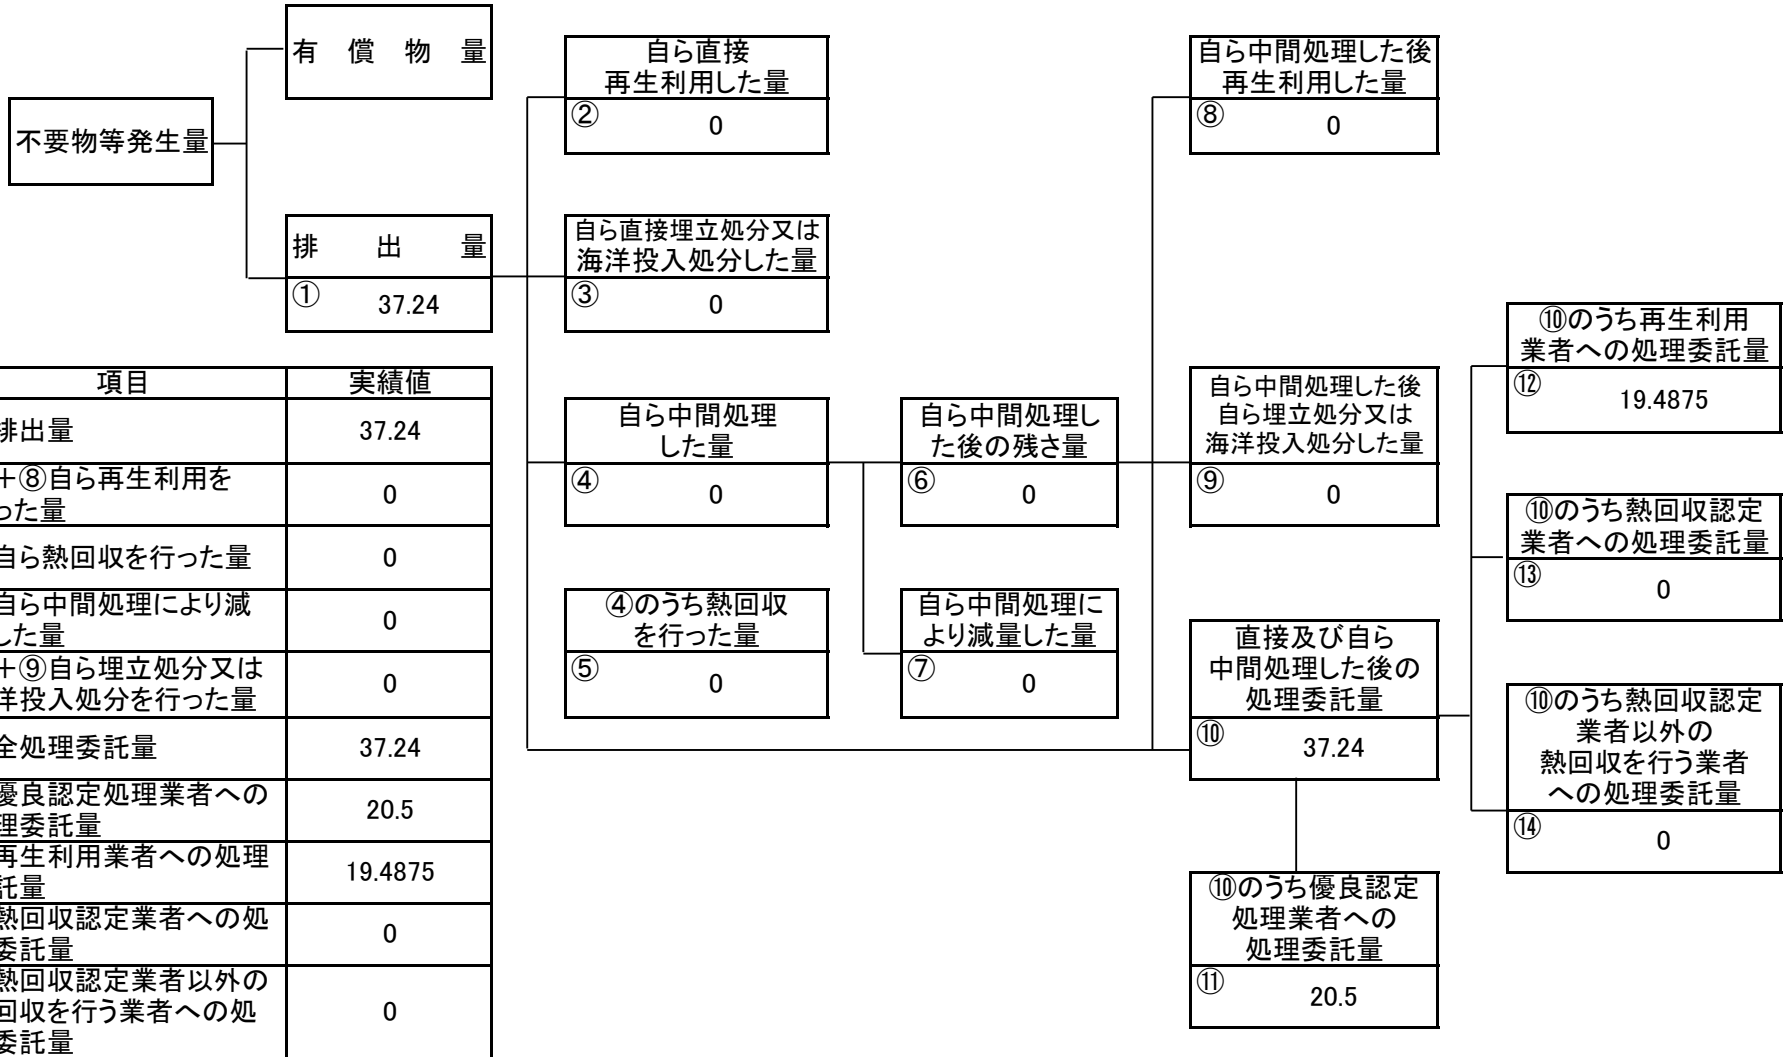 有償物量
不要物等発生量
排出量
①
37.24
自ら直接
再生利用した量
②
0
自ら直接埋立処分又は
海洋投入処分した量
③
0
自ら中間処理
した量
④
0
④のうち熱回収
を行った量
⑤
0
自ら中間処理し
た後の残さ量
⑥
0
自ら中間処理に
より減量した量
⑦
0
自ら中間処理した後
再生利用した量
⑧
0
自ら中間処理した後
自ら埋立処分又は
海洋投入処分した量
⑨
0
直接及び自ら
中間処理した後の
処理委託量
⑩
37.24
⑩のうち優良認定
処理業者への
処理委託量
⑪
20.5
⑩のうち再生利用
業者への処理委託量
⑫
19.4875
⑩のうち熱回収認定
業者への処理委託量
⑬
0
⑩のうち熱回収認定
業者以外の
熱回収を行う業者
への処理委託量
⑭
0
項目 実績値
排出量 37.24
+⑧自ら再生利用を
った量
0
自ら熱回収を行った量 0
自ら中間処理により減
した量
0
+⑨自ら埋立処分又は
洋投入処分を行った量
0
全処理委託量 37.24
優良認定処理業者への
理委託量
20.5
再生利用業者への処理
託量
19.4875
熱回収認定業者への処
委託量
0
熱回収認定業者以外の
回収を行う業者への処
委託量
0